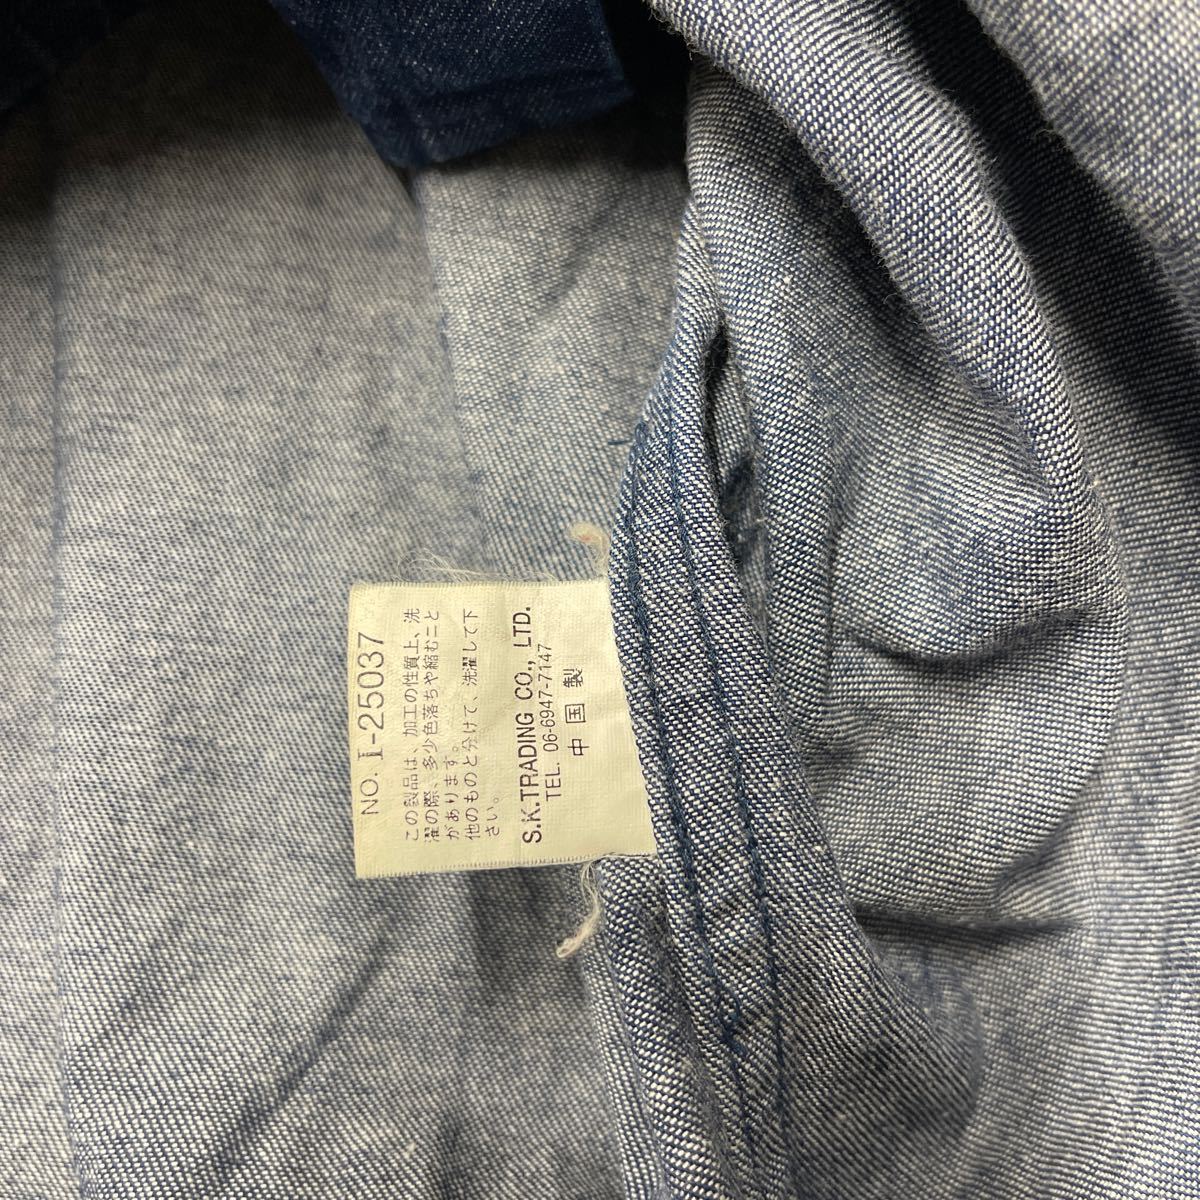 NO. I-25037
この製品は、加工の性質上、洗
濯の際、多少色落ちや縮むこと
があります。
他のものと分けて、洗濯して下
さい。
S.K.TRADING CO., LTD.
TEL. 06-6947-7147
中国製